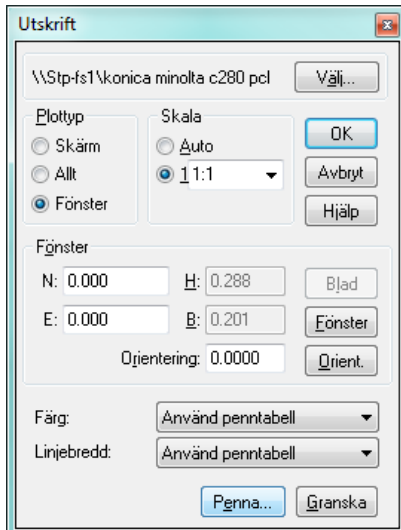 Utskrift
\\Stp-fs1\konica minolta c280 pcl
Välj...
Plottyp
Skärm
Allt
Fönster
Skala
Auto
1 1:1
OK
Avbryt
Hjälp
Fönster
N: 0.000 H: 0.288 Blad
E: 0.000 B: 0.201 Fönster
Orientering: 0.0000 Orient.
Färg: Använd penntabell
Linjebredd: Använd penntabell
Penna... Granska